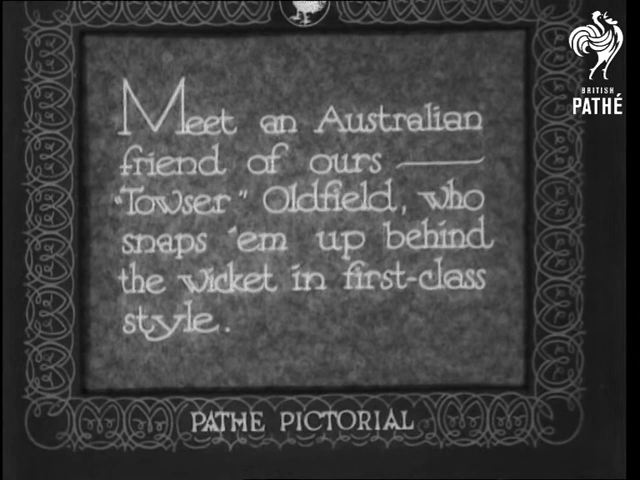 Meet an Australian
friend of ours ——
"Towser" Oldfield, who
snaps 'em up behind
the wicket in first-class
style.
PATHE PICTORIAL
BRITISH
PATHÉ